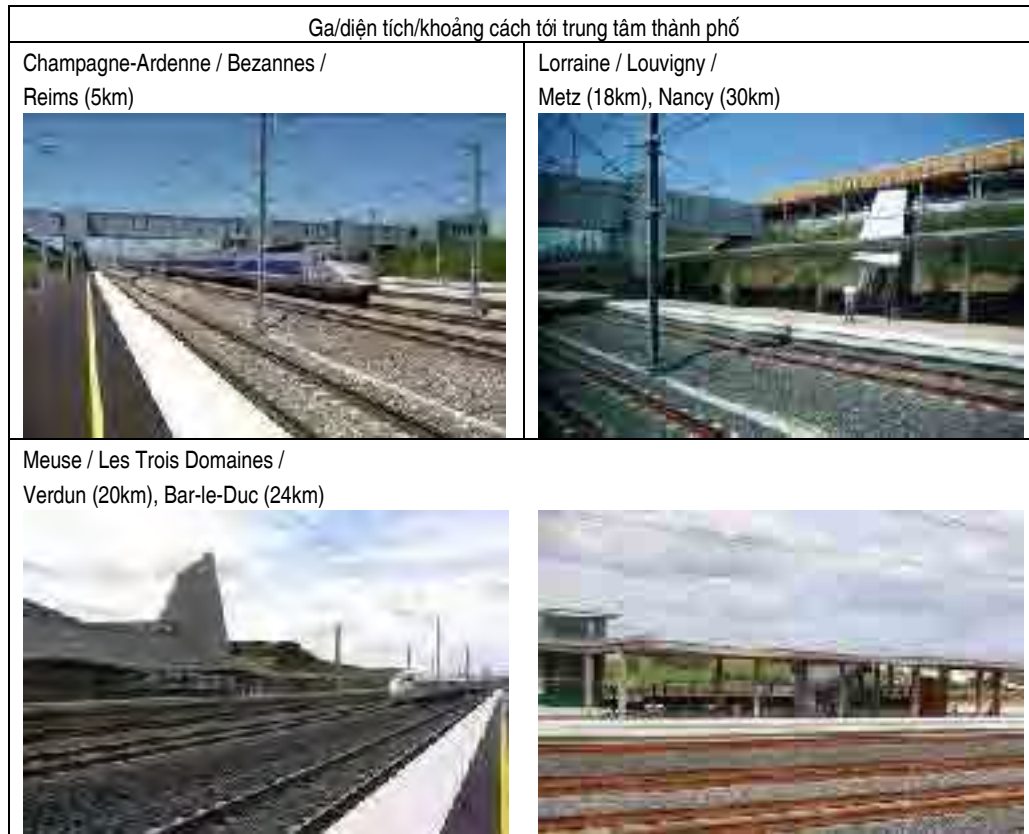 Ga/diện tích/khoảng cách tới trung tâm thành phố
Champagne-Ardenne / Bezannes /
Reims (5km)
Lorraine / Louvigny /
Metz (18km), Nancy (30km)
Meuse / Les Trois Domaines /
Verdun (20km), Bar-le-Duc (24km)